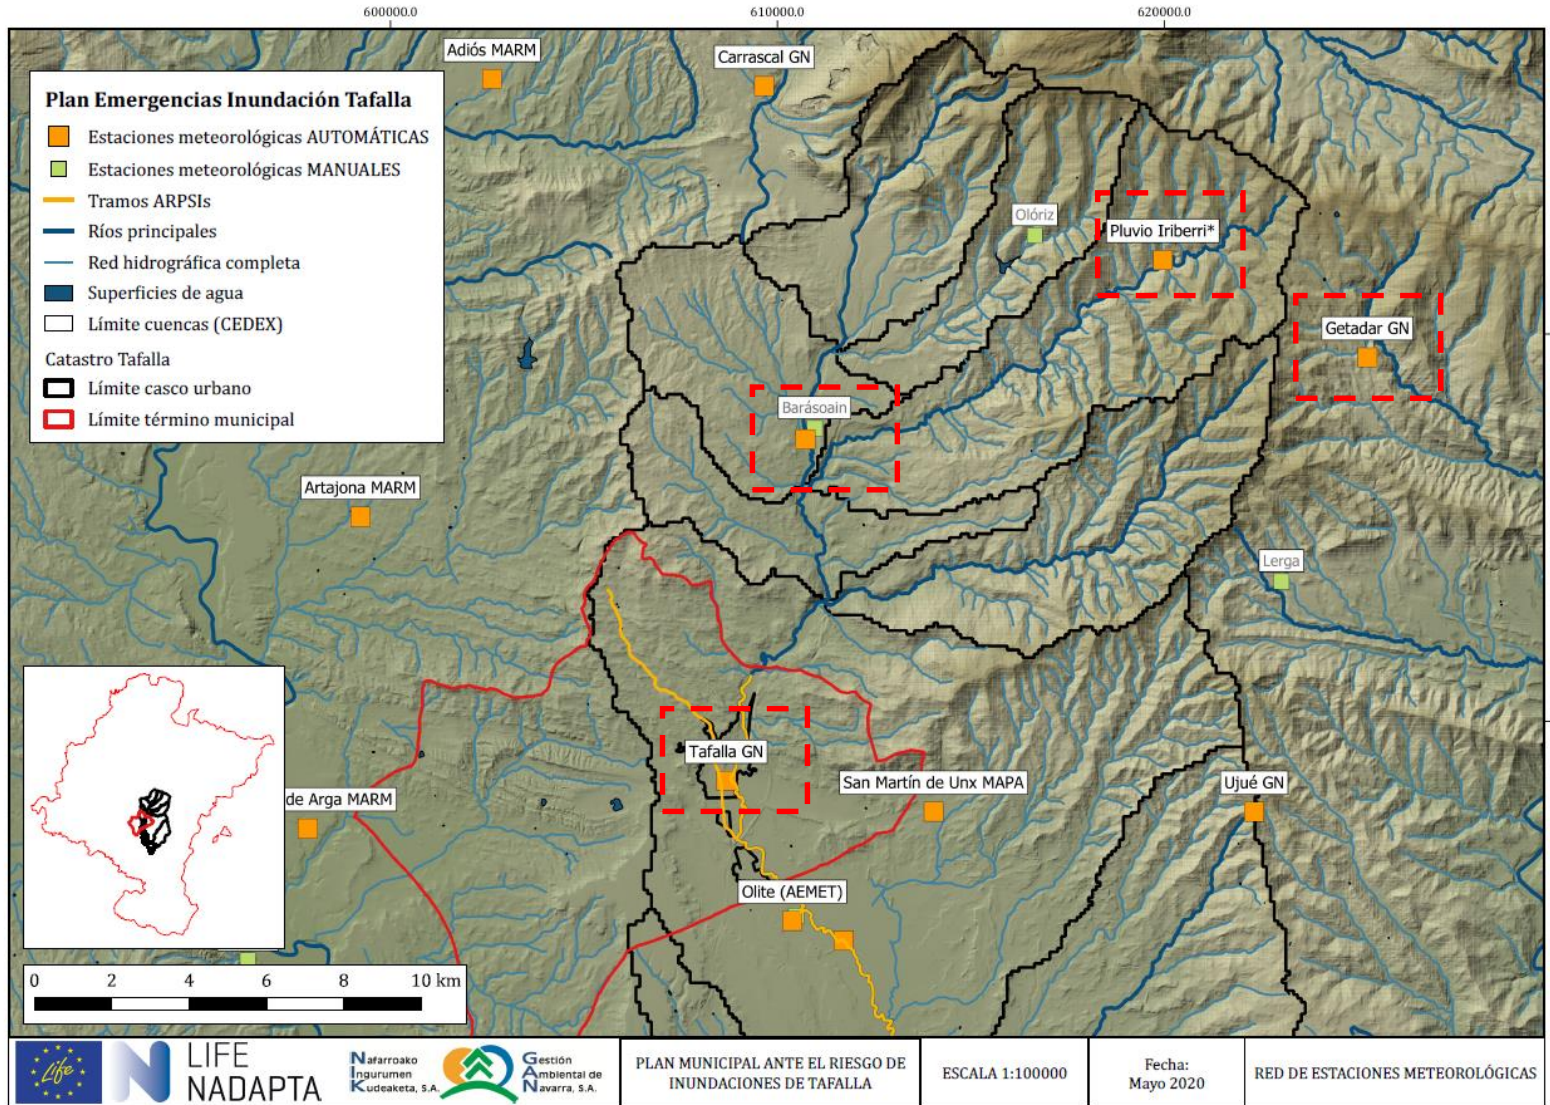 600000.0
610000.0
620000.0
Adiós MARM
Carrascal GN
Plan Emergencias Inundación Tafalla
Estaciones meteorológicas AUTOMÁTICAS
Estaciones meteorológicas MANUALES
Tramos ARPSIs
Ríos principales
Red hidrográfica completa
Superficies de agua
Límite cuencas (CEDEX)
Catastro Tafalla
Límite casco urbano
Límite término municipal
Olóriz
Pluvio Iriberri*
Getadar GN
Barásoain
Artajona MARM
Lerga
Tafalla GN
San Martín de Unx MAPA
Ujué GN
de Arga MARM
Olite (AEMET)
0 2 4 6 8 10 km
Life
LIFE
NADAPTA
Nafarroako
Ingurumen
Kudeaketa, S.A.
Gestión
Ambiental de
Navarra, S.A.
PLAN MUNICIPAL ANTE EL RIESGO DE
INUNDACIONES DE TAFALLA
ESCALA 1:100000
Fecha:
Mayo 2020
RED DE ESTACIONES METEOROLÓGICAS